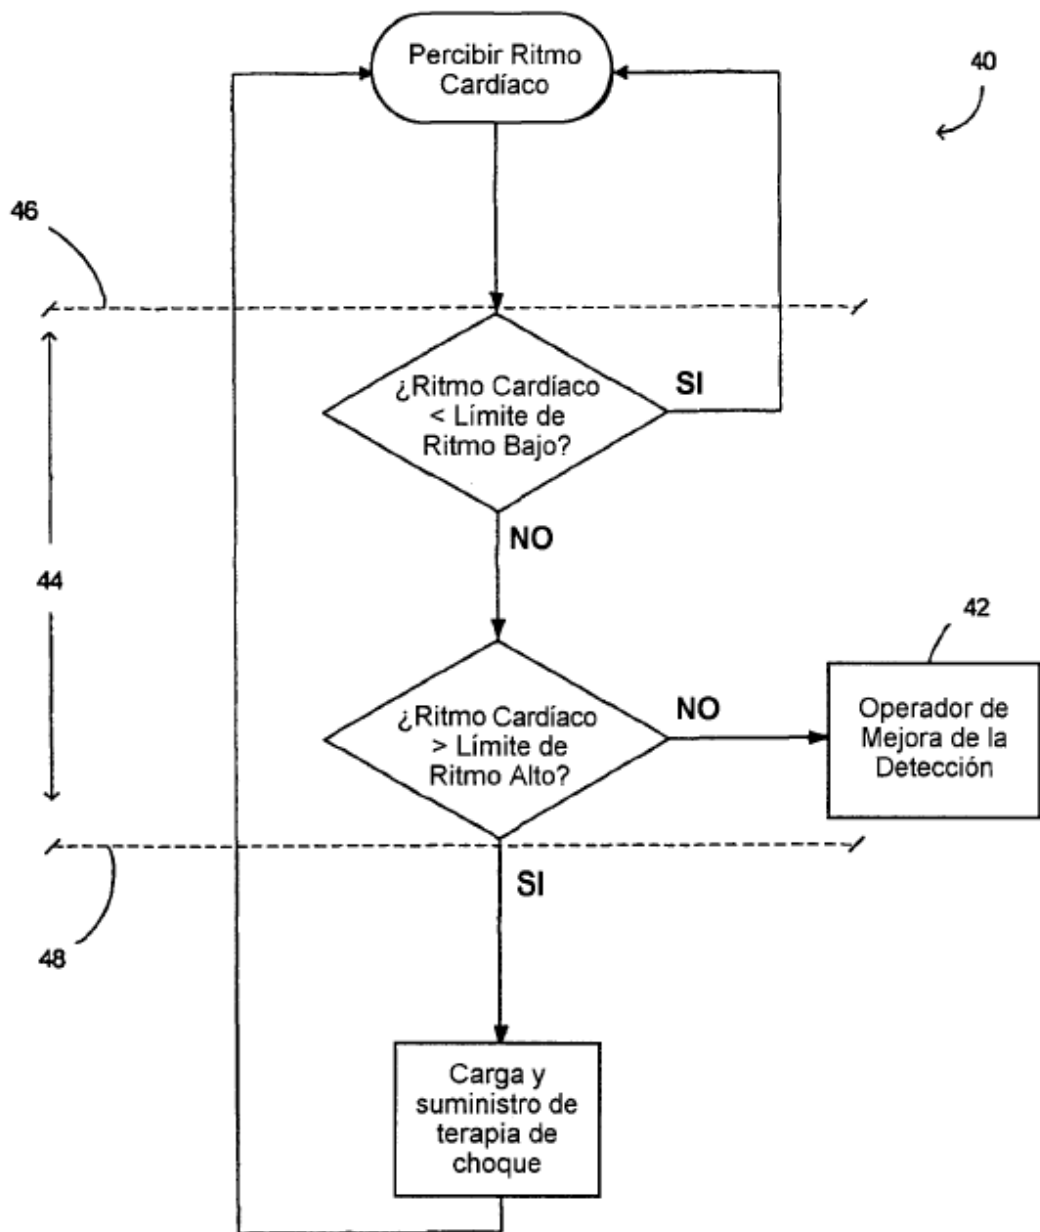 Percibir Ritmo
Cardíaco
40
46
¿Ritmo Cardíaco
< Límite de
Ritmo Bajo?
SI
NO
44
42
¿Ritmo Cardíaco
> Límite de
Ritmo Alto?
NO
Operador de
Mejora de la
Detección
SI
48
Carga y
suministro de
terapia de
choque